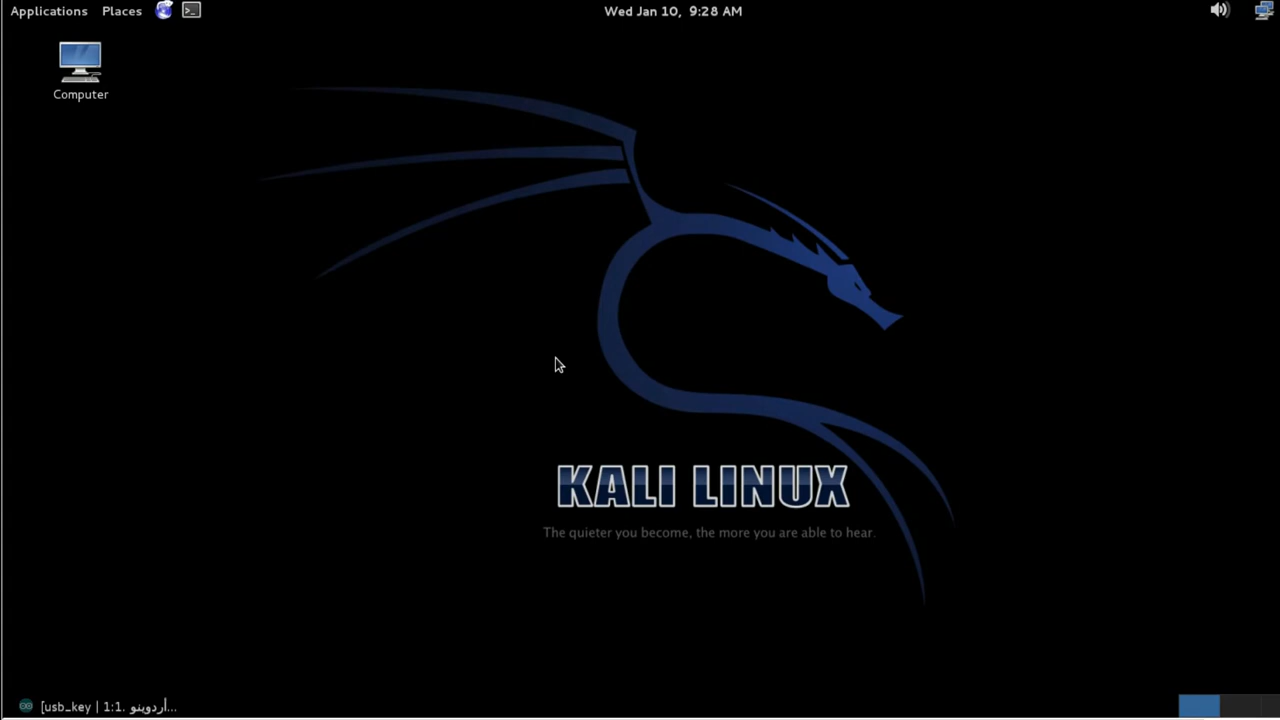 Applications Places Wed Jan 10, 9:28 AM
Computer
KALI LINUX
The quieter you become, the more you are able to hear.
[usb_key | 1:1. أردوينو...